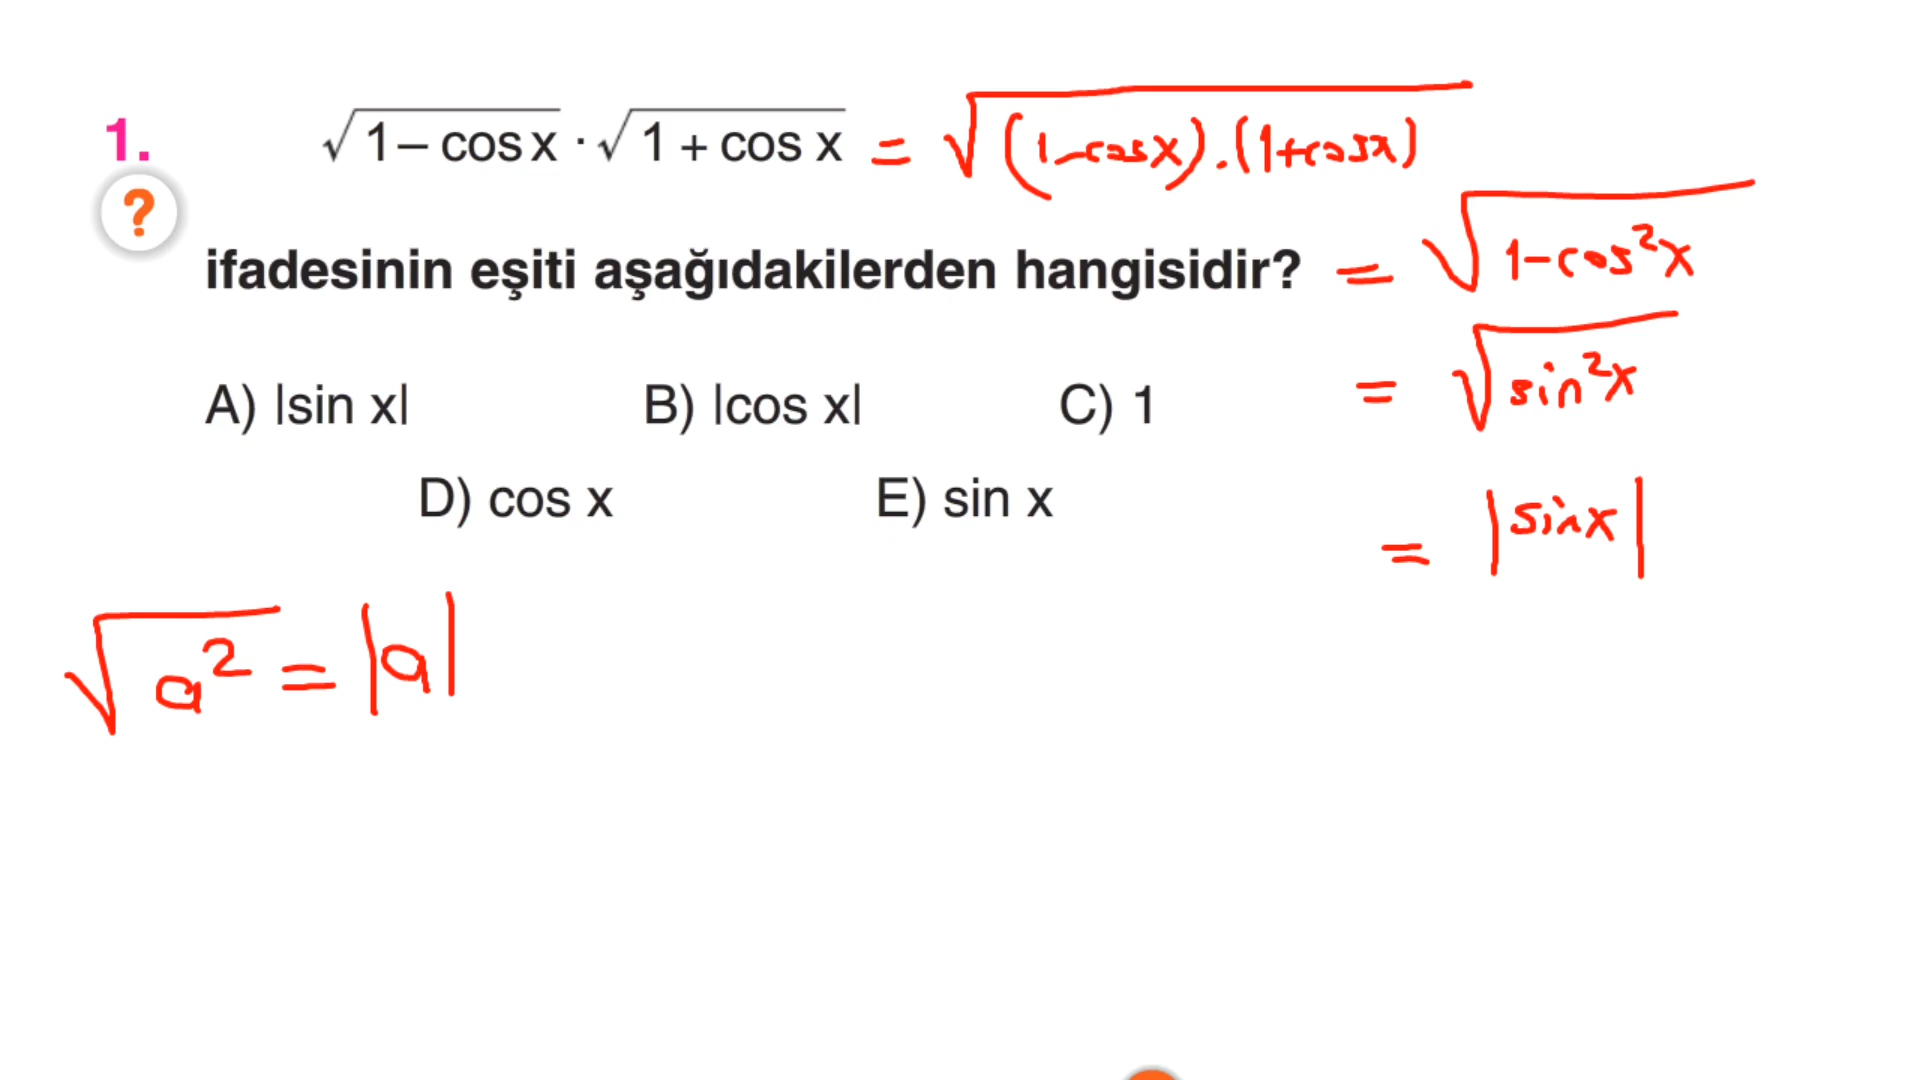 1. √1– cos x · √1 + cos x = √(1-cosx).(1+cosx)
?
ifadesinin eşiti aşağıdakilerden hangisidir? = √1-cos²x
= √sin²x
A) |sin x| B) |cos x| C) 1
D) cos x E) sin x
= |sinx|
√a² = |a|